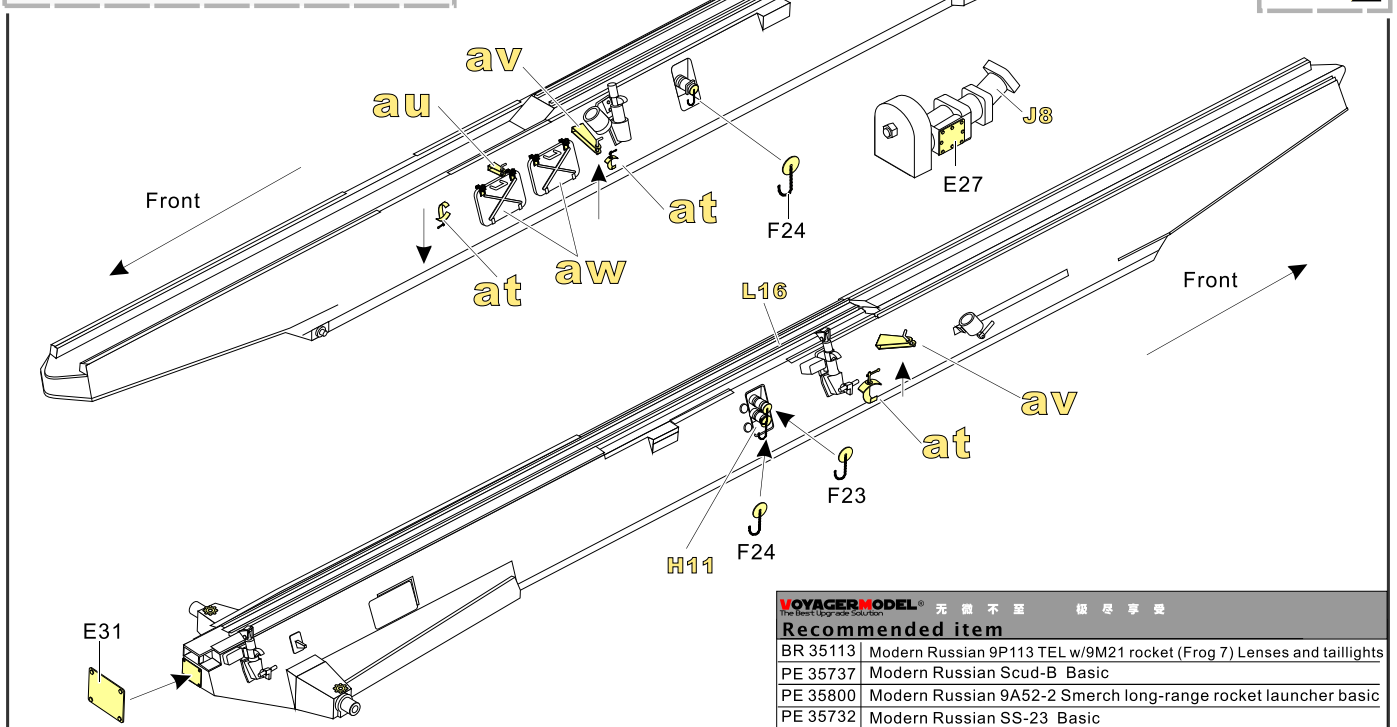 av
au
J8
E27
Front
at
F24
aw
at
L16
Front
av
at
F23
F24
H11
E31
VOYAGERMODEL® 无微不至 极尽享受
The Best Upgrade Solution
Recommended item
BR 35113 Modern Russian 9P113 TEL w/9M21 rocket (Frog 7) Lenses and taillights
PE 35737 Modern Russian Scud-B Basic
PE 35800 Modern Russian 9A52-2 Smerch long-range rocket launcher basic
PE 35732 Modern Russian SS-23 Basic